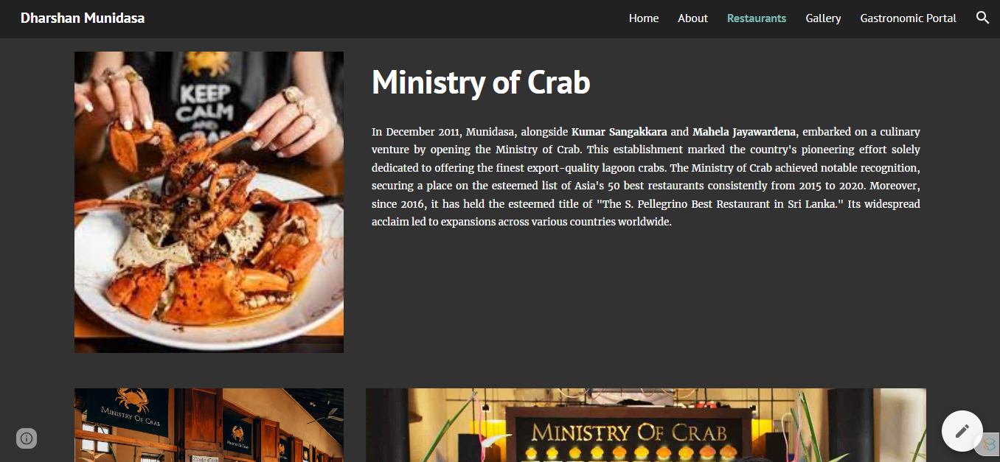 Dharshan Munidasa
Home About Restaurants Gallery Gastronomic Portal
KEEP
CALM
AND
CRAB
Ministry of Crab
In December 2011, Munidasa, alongside Kumar Sangakkara and Mahela Jayawardena, embarked on a culinary
venture by opening the Ministry of Crab. This establishment marked the country's pioneering effort solely
dedicated to offering the finest export-quality lagoon crabs. The Ministry of Crab achieved notable recognition,
securing a place on the esteemed list of Asia's 50 best restaurants consistently from 2015 to 2020. Moreover,
since 2016, it has held the esteemed title of "The S. Pellegrino Best Restaurant in Sri Lanka." Its widespread
acclaim led to expansions across various countries worldwide.
MINISTRY OF CRAB
MINISTRY OF CRAB
MINISTRY OF CRAB